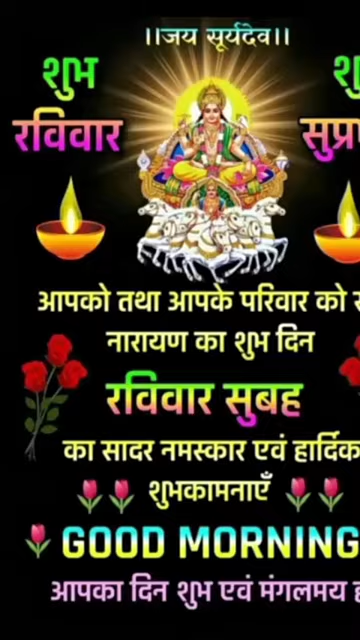 ।।जय सूर्यदेव।।
शुभ
रविवार
आपको तथा आपके परिवार को
नारायण का शुभ दिन
रविवार सुबह
का सादर नमस्कार एवं हार्दिक
शुभकामनाएँ
GOOD MORNING
आपका दिन शुभ एवं मंगलमय